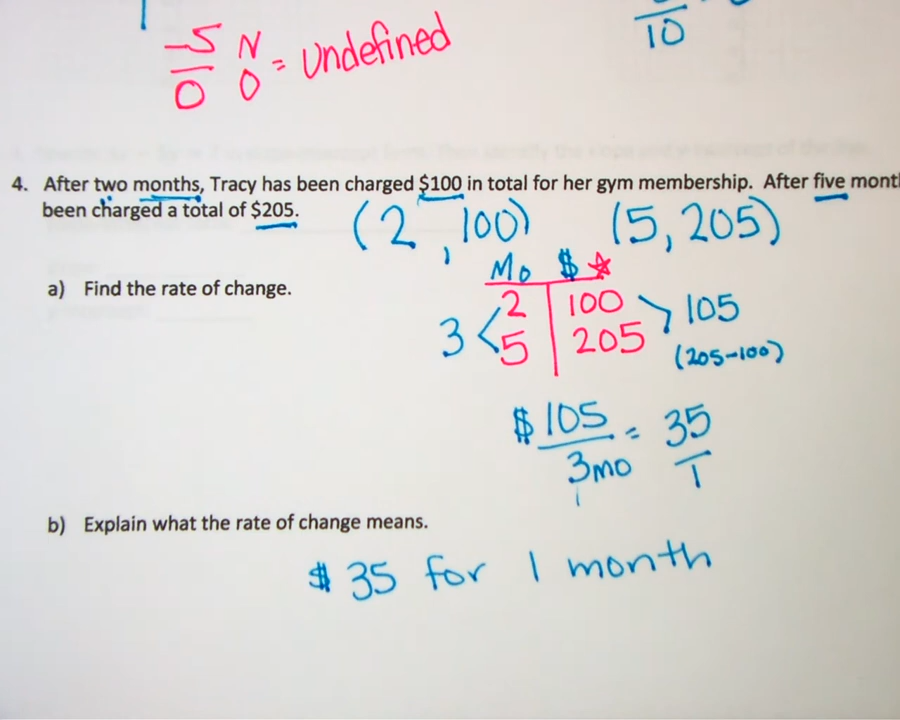 -5 N
0 0 = Undefined
10
4. After two months, Tracy has been charged $100 in total for her gym membership. After five mont
been charged a total of $205.
(2, 100) (5, 205)
Mo $
a) Find the rate of change.
2 100
3 < > 105
5 205
(205-100)
$105 = 35
3mo 1
b) Explain what the rate of change means.
$35 for 1 month